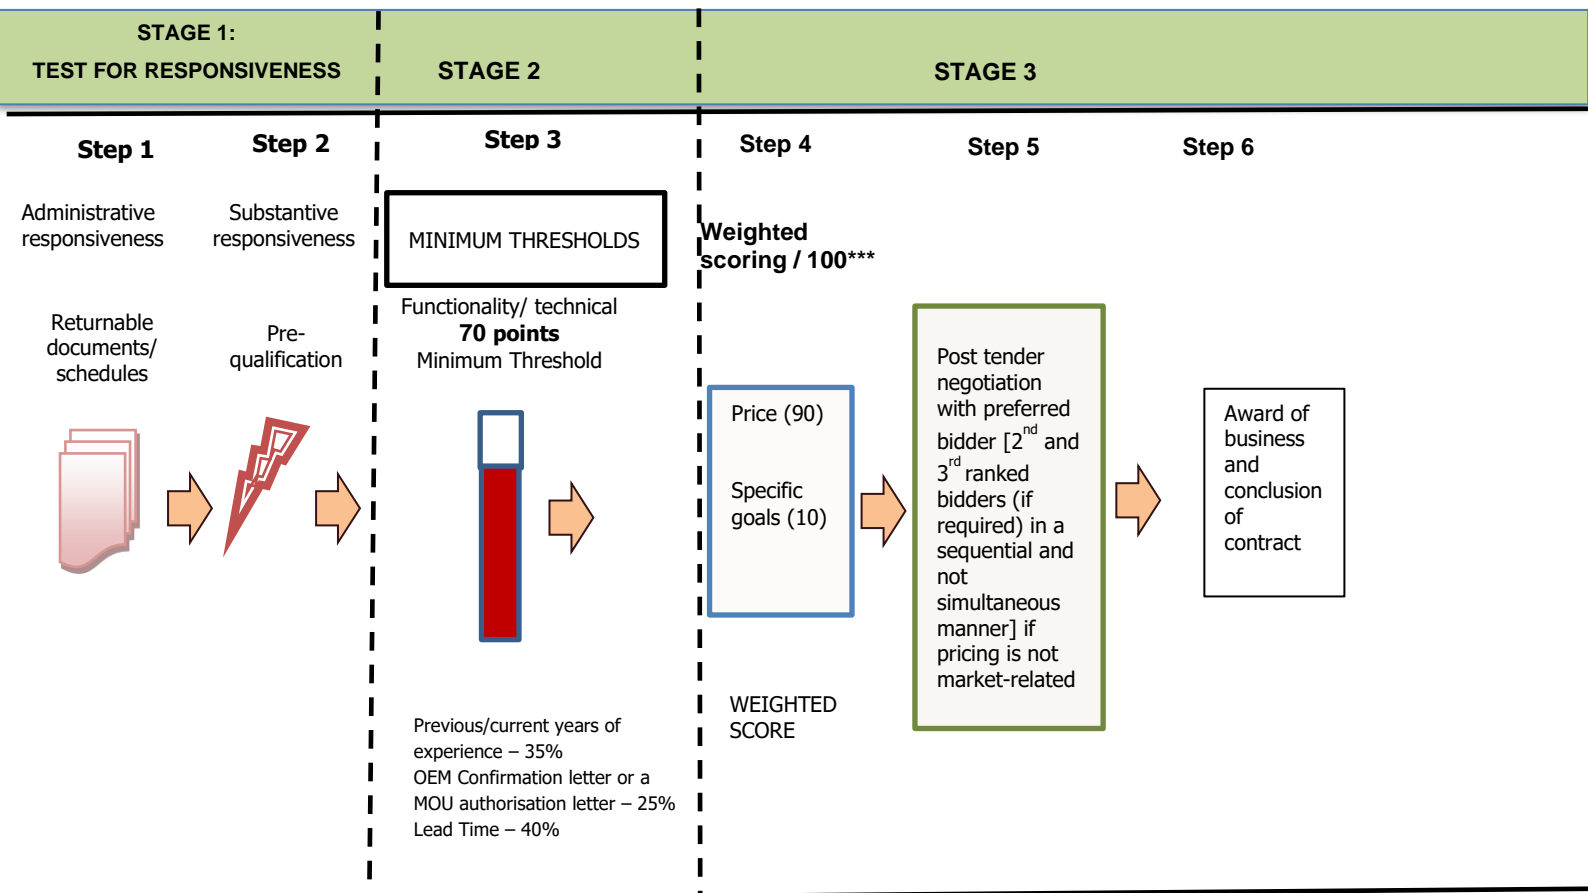 STAGE 1:
TEST FOR RESPONSIVENESS
STAGE 2
STAGE 3
Step 1
Step 2
Step 3
Step 4
Step 5
Step 6
Administrative
responsiveness
Substantive
responsiveness
MINIMUM THRESHOLDS
Weighted
scoring / 100***
Returnable
documents/
schedules
Pre-
qualification
Functionality/ technical
70 points
Minimum Threshold
Price (90)
Specific
goals (10)
Post tender
negotiation
with preferred
bidder [2nd and
3rd ranked
bidders (if
required) in a
sequential and
not
simultaneous
manner] if
pricing is not
market-related
Award of
business
and
conclusion
of
contract
Previous/current years of
experience – 35%
OEM Confirmation letter or a
MOU authorisation letter – 25%
Lead Time – 40%
WEIGHTED
SCORE